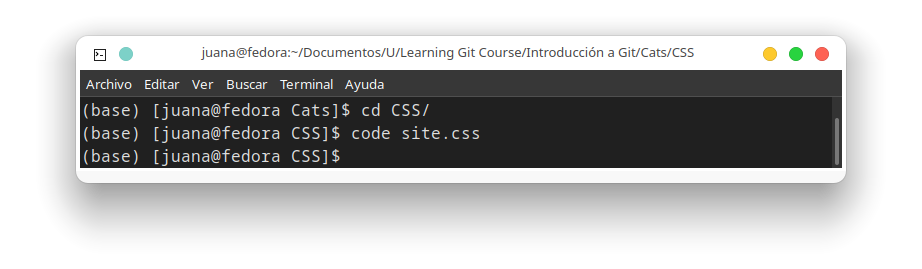 juana@fedora:~/Documentos/U/Learning Git Course/Introducción a Git/Cats/CSS
Archivo Editar Ver Buscar Terminal Ayuda
(base) [juana@fedora Cats]$ cd CSS/
(base) [juana@fedora CSS]$ code site.css
(base) [juana@fedora CSS]$